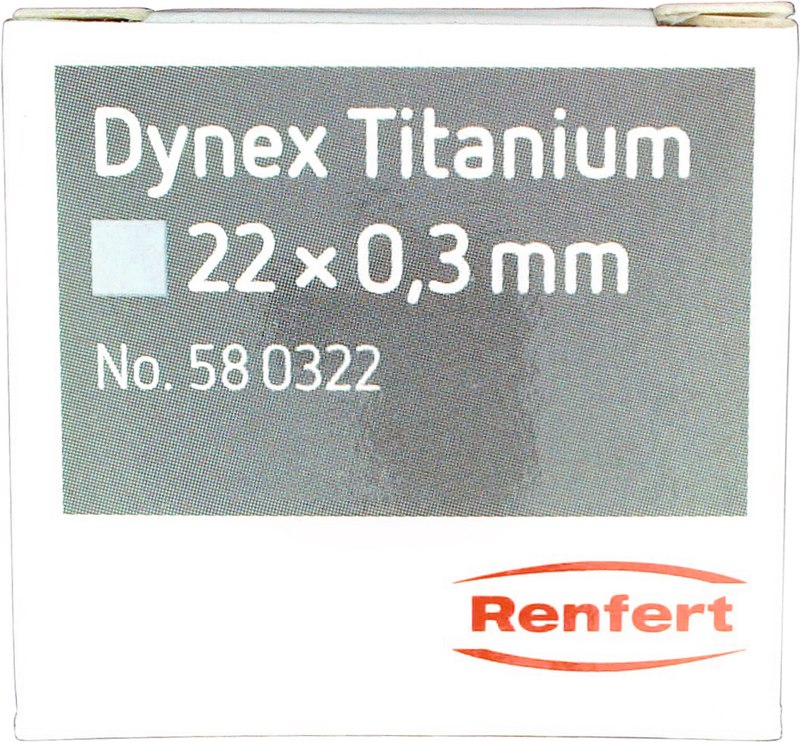 Dynex Titanium
22 × 0,3 mm
No. 58 0322
Renfert